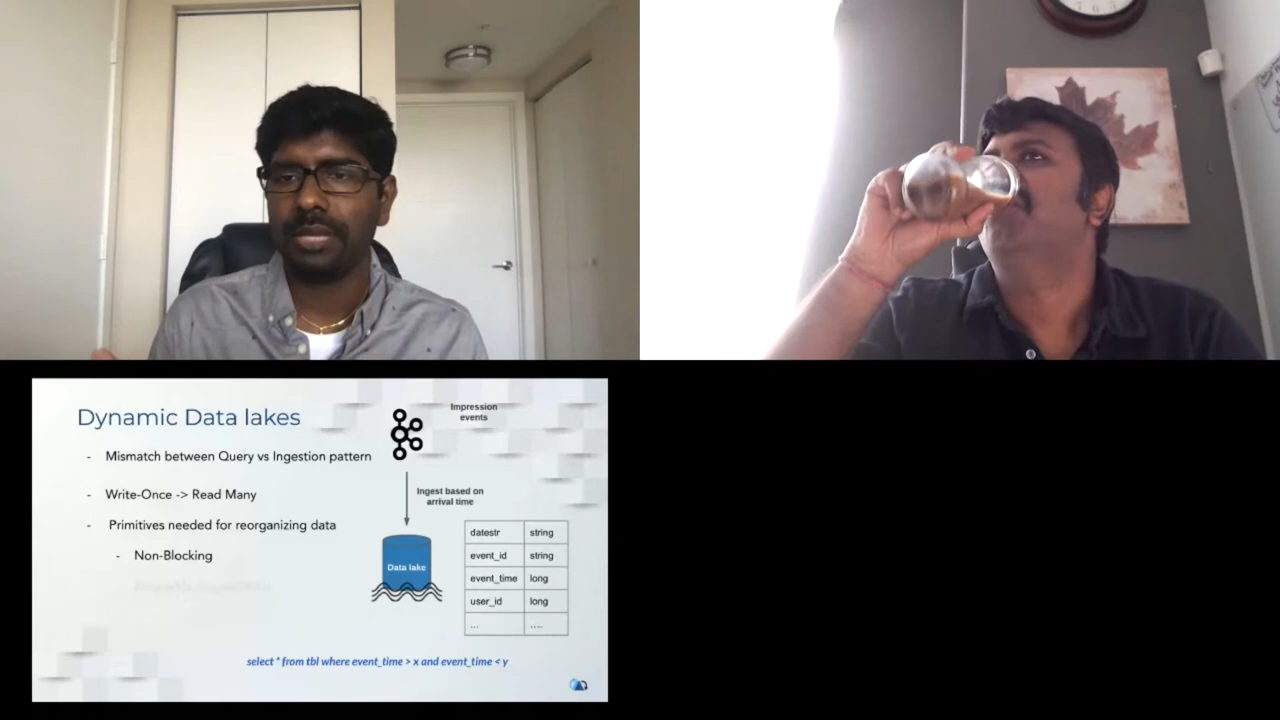 Dynamic Data lakes
- Mismatch between Query vs Ingestion pattern
- Write-Once -> Read Many
- Primitives needed for reorganizing data
- Non-Blocking
Impression
events
Ingest based on
arrival time
Data lake
datestr string
event_id string
event_time long
user_id long
... ....
select * from tbl where event_time > x and event_time < y